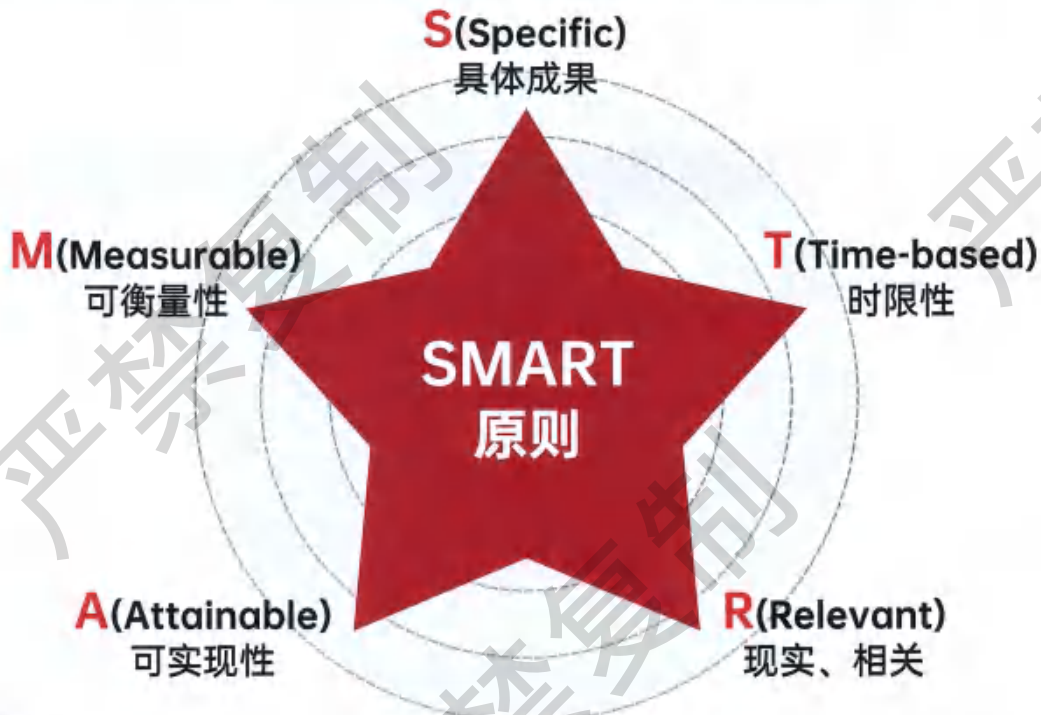 S(Specific)
具体成果
M(Measurable)
可衡量性
T(Time-based)
时限性
SMART
原则
A(Attainable)
可实现性
R(Relevant)
现实、相关
严禁复制
严禁复制
严